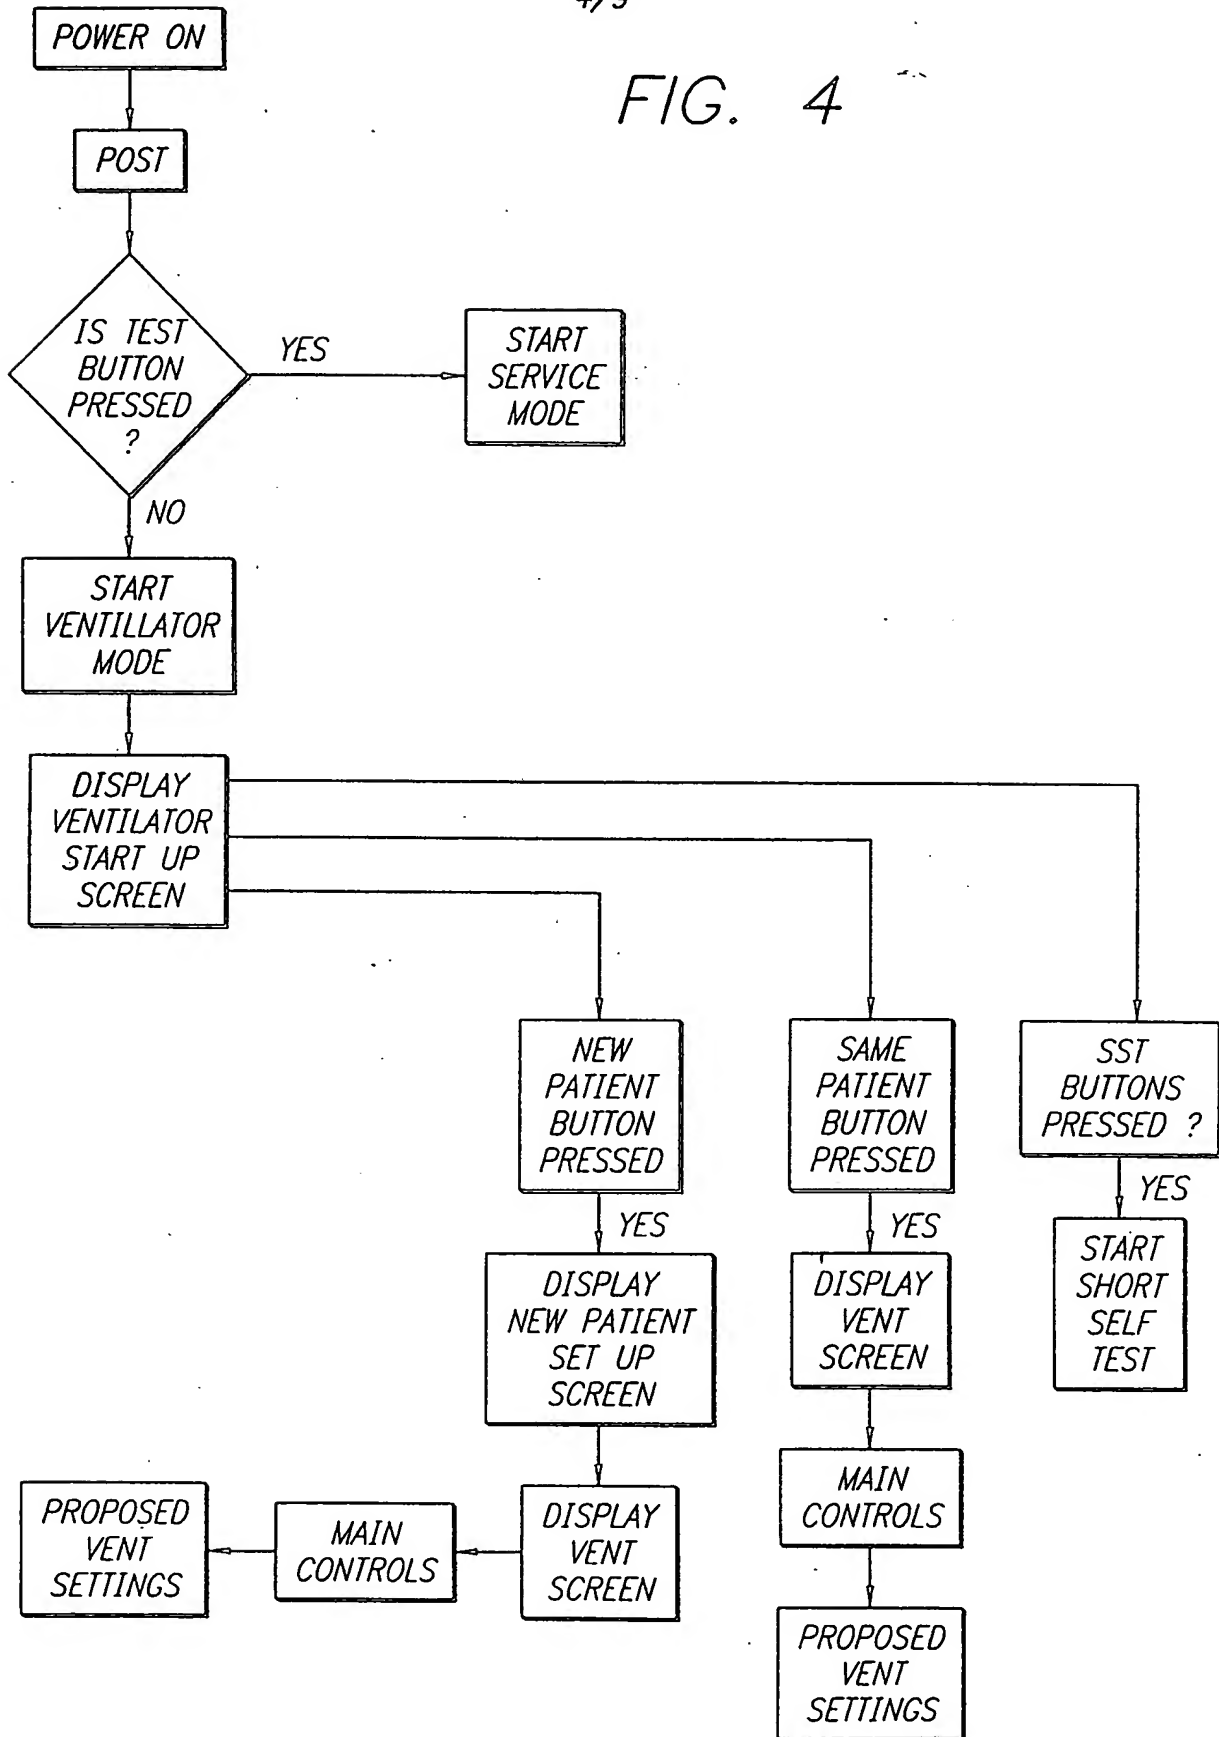 POWER ON
FIG. 4
POST
IS TEST
BUTTON
PRESSED
?
YES
START
SERVICE
MODE
NO
START
VENTILLATOR
MODE
DISPLAY
VENTILATOR
START UP
SCREEN
NEW
PATIENT
BUTTON
PRESSED
SAME
PATIENT
BUTTON
PRESSED
SST
BUTTONS
PRESSED ?
YES
YES
YES
DISPLAY
NEW PATIENT
SET UP
SCREEN
DISPLAY
VENT
SCREEN
START
SHORT
SELF
TEST
PROPOSED
VENT
SETTINGS
MAIN
CONTROLS
DISPLAY
VENT
SCREEN
MAIN
CONTROLS
PROPOSED
VENT
SETTINGS